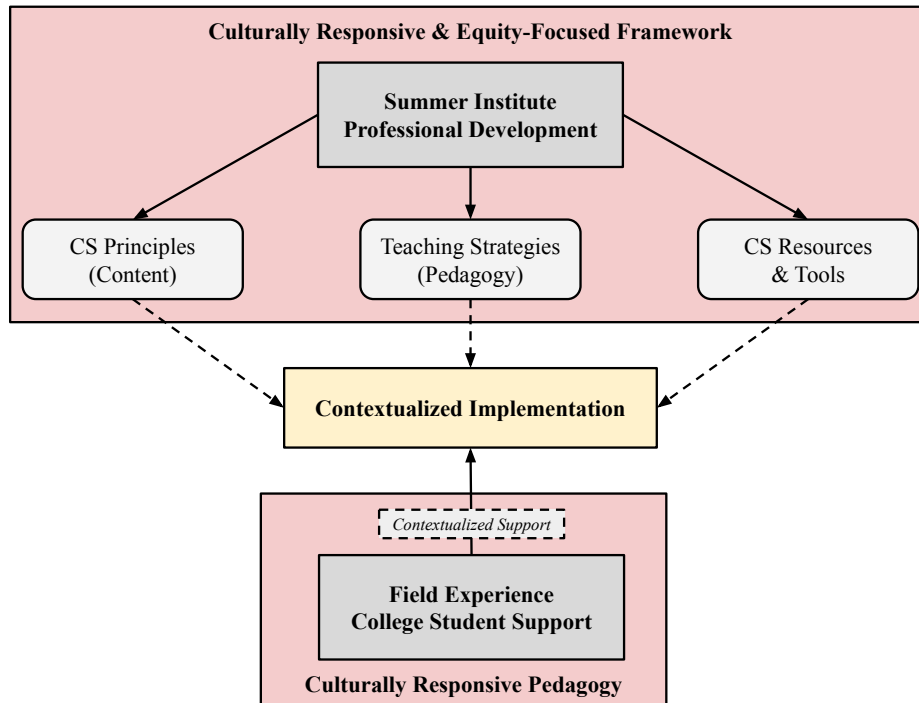 Culturally Responsive & Equity-Focused Framework
Summer Institute
Professional Development
CS Principles
(Content)
Teaching Strategies
(Pedagogy)
CS Resources
& Tools
Contextualized Implementation
Contextualized Support
Field Experience
College Student Support
Culturally Responsive Pedagogy